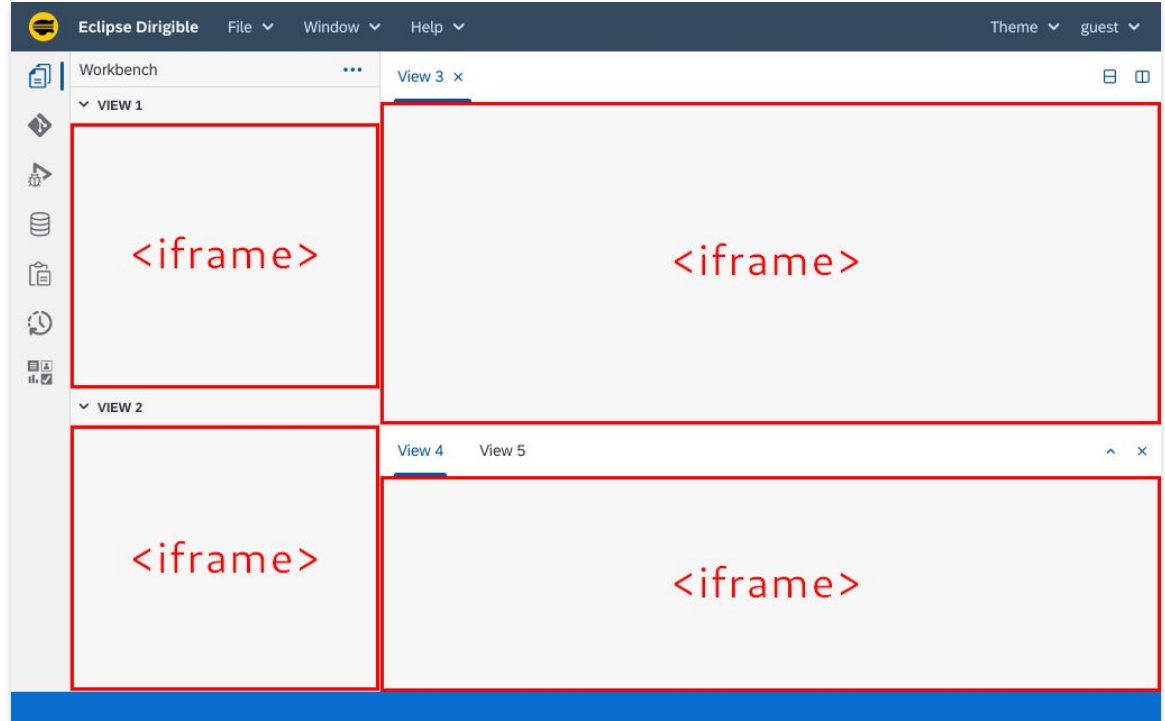 Eclipse Dirigible File Window Help Theme guest
Workbench
VIEW 1
<iframe>
VIEW 2
<iframe>
View 3
<iframe>
View 4 View 5
<iframe>